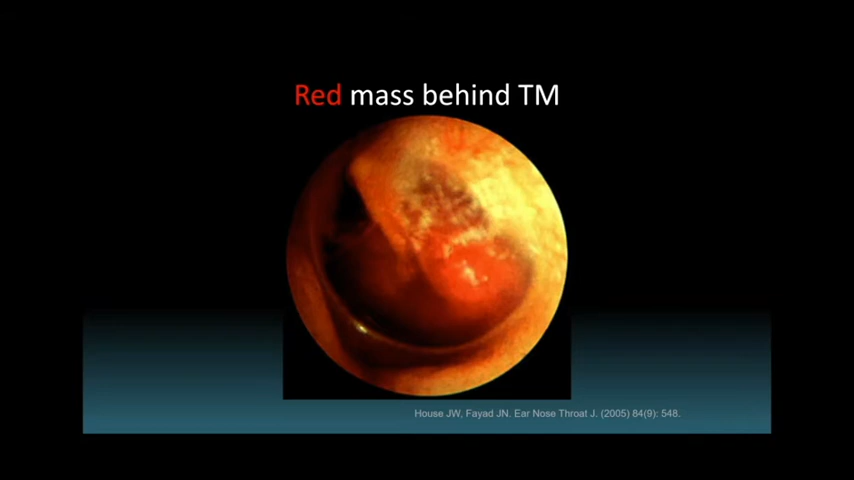 Red mass behind TM
House JW, Fayad JN. Ear Nose Throat J. (2005) 84(9): 548.